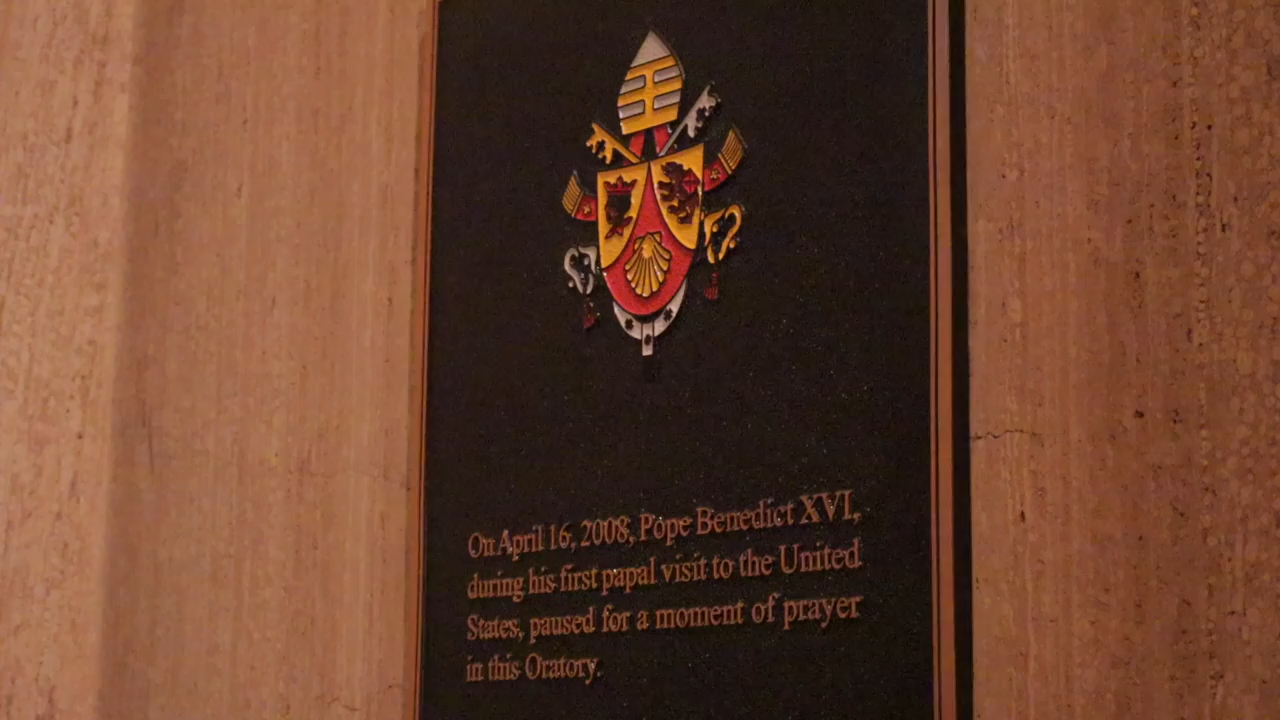 On April 16, 2008, Pope Benedict XVI,
during his first papal visit to the United
States, paused for a moment of prayer
in this Oratory.